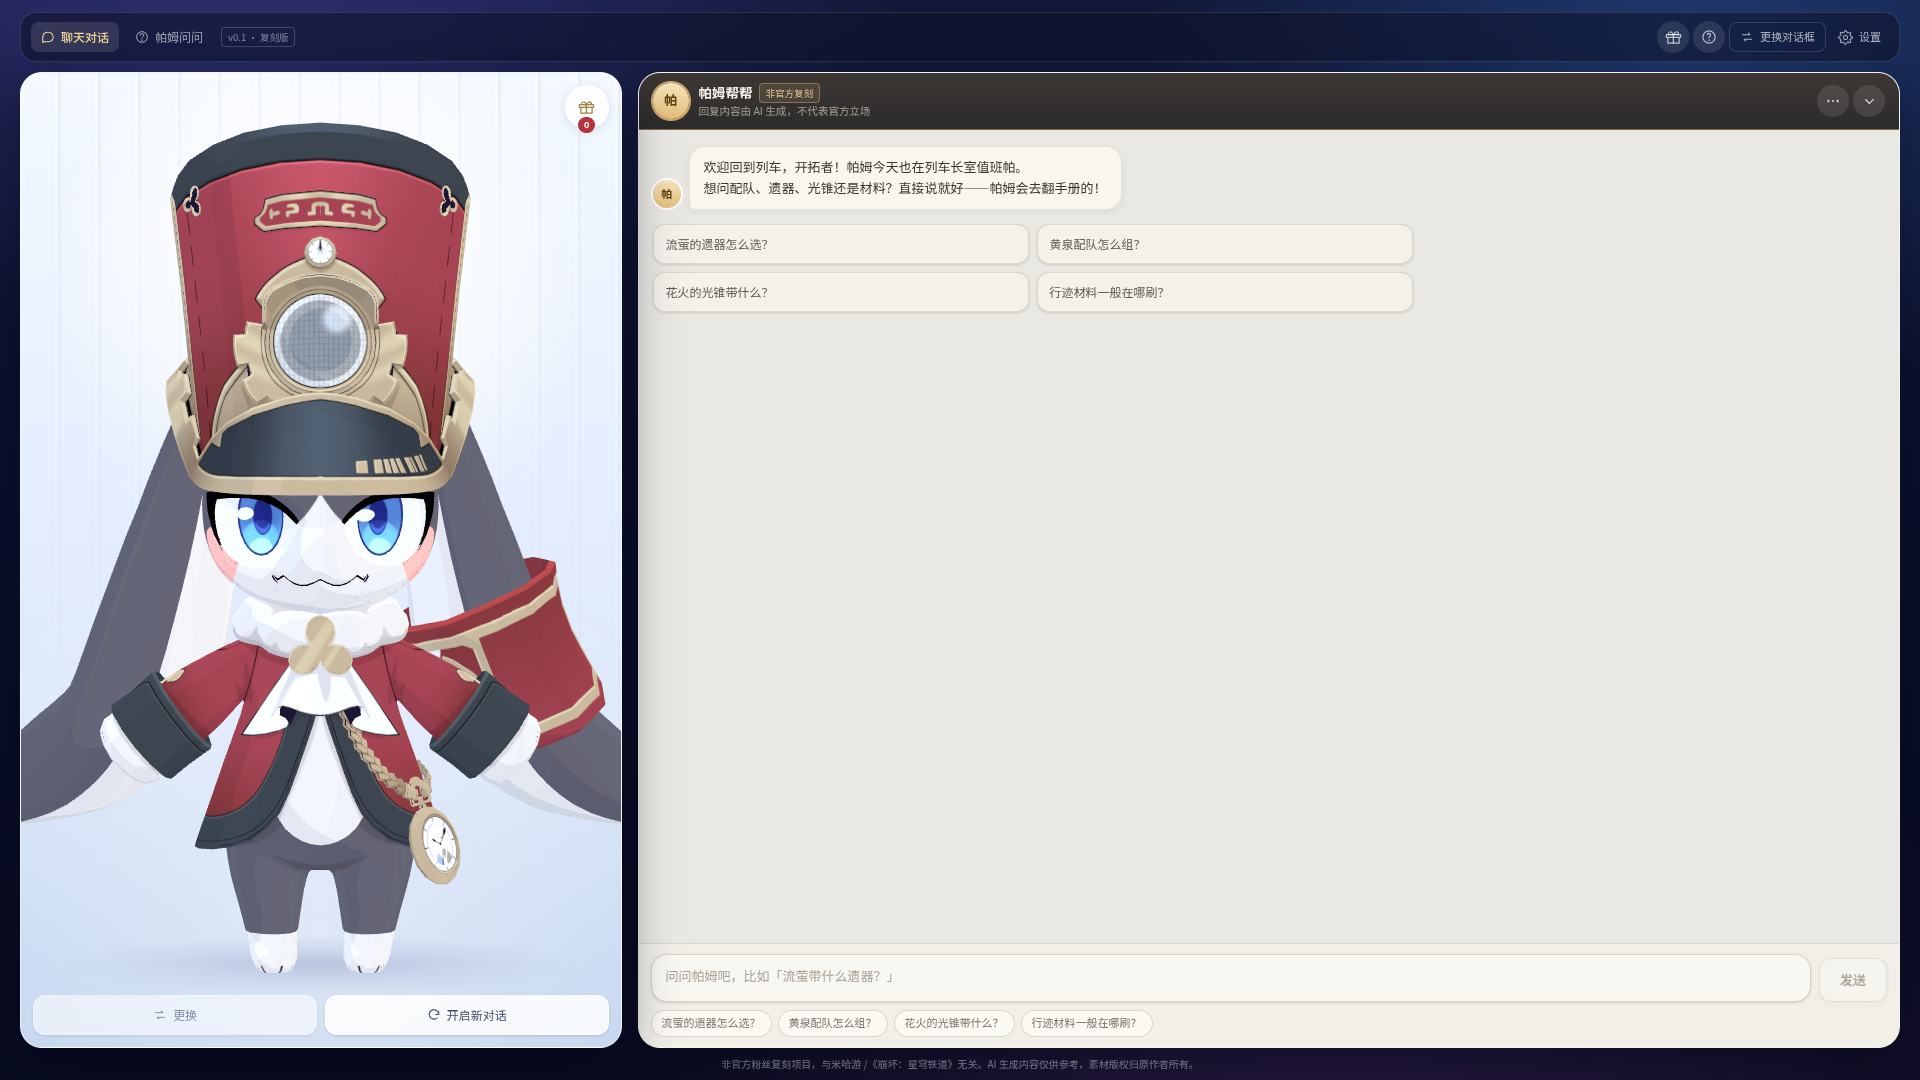 聊天对话
帕姆问问
v0.1 · 复刻版
更换对话框
设置
0
更换
开启新对话
帕
帕姆帮帮
非官方复刻
回复内容由 AI 生成，不代表官方立场
帕
欢迎回到列车，开拓者！帕姆今天也在列车长室值班帕。
想问配队、遗器、光锥还是材料？直接说就好——帕姆会去翻手册的！
流萤的遗器怎么选？
黄泉配队怎么组？
花火的光锥带什么？
行迹材料一般在哪刷？
问问帕姆吧，比如「流萤带什么遗器？」
发送
流萤的遗器怎么选？
黄泉配队怎么组？
花火的光锥带什么？
行迹材料一般在哪刷？
非官方粉丝复刻项目，与米哈游 /《崩坏：星穹铁道》无关。AI 生成内容仅供参考，素材版权归原作者所有。